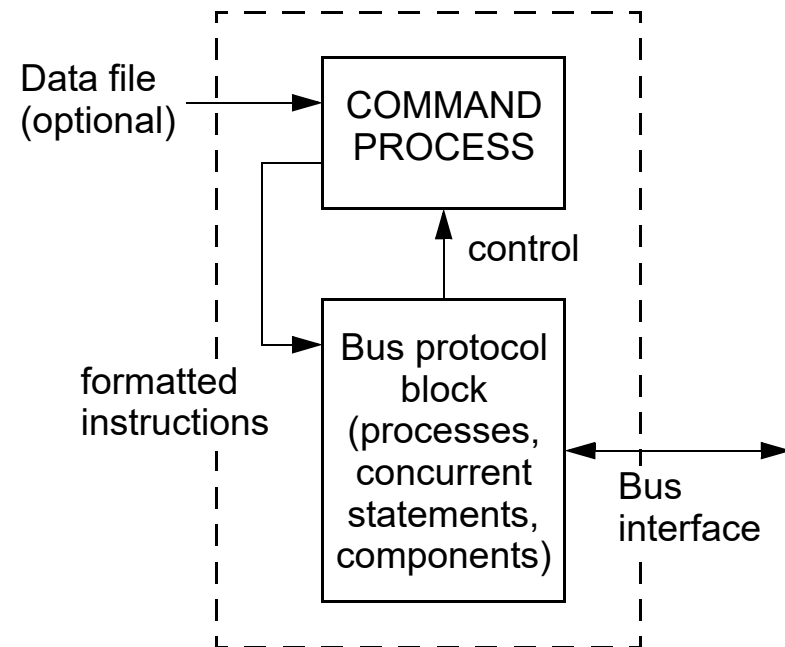 Data file
(optional)
COMMAND
PROCESS
control
formatted
instructions
Bus protocol
block
(processes,
concurrent
statements,
components)
Bus
interface